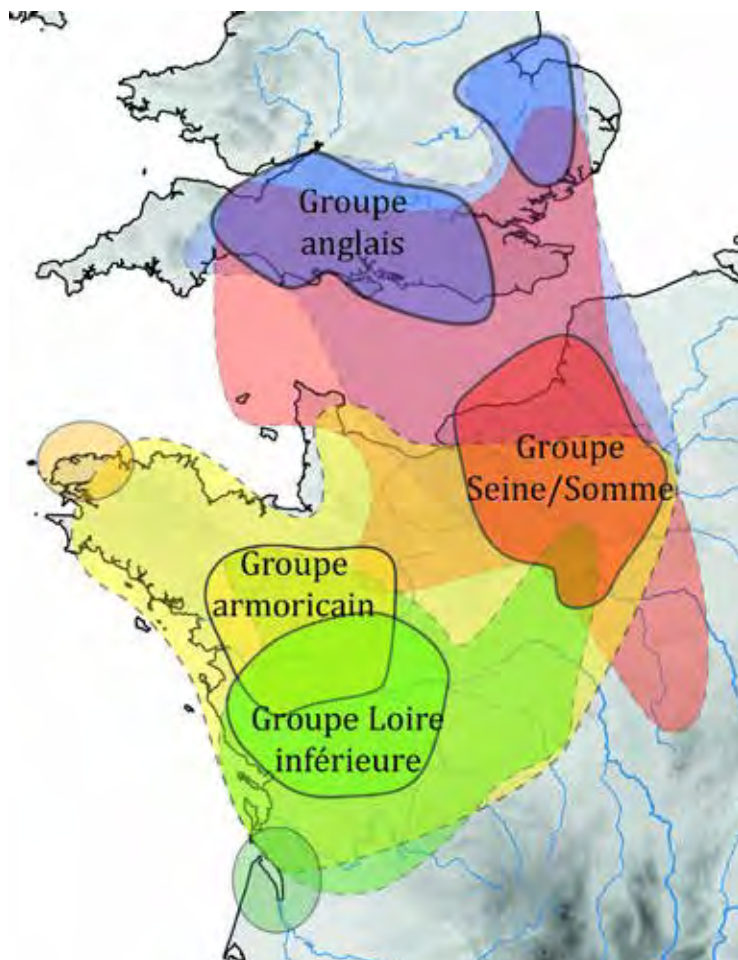 Groupe
anglais
Groupe
Seine/Somme
Groupe
armoricain
Groupe Loire
inférieure